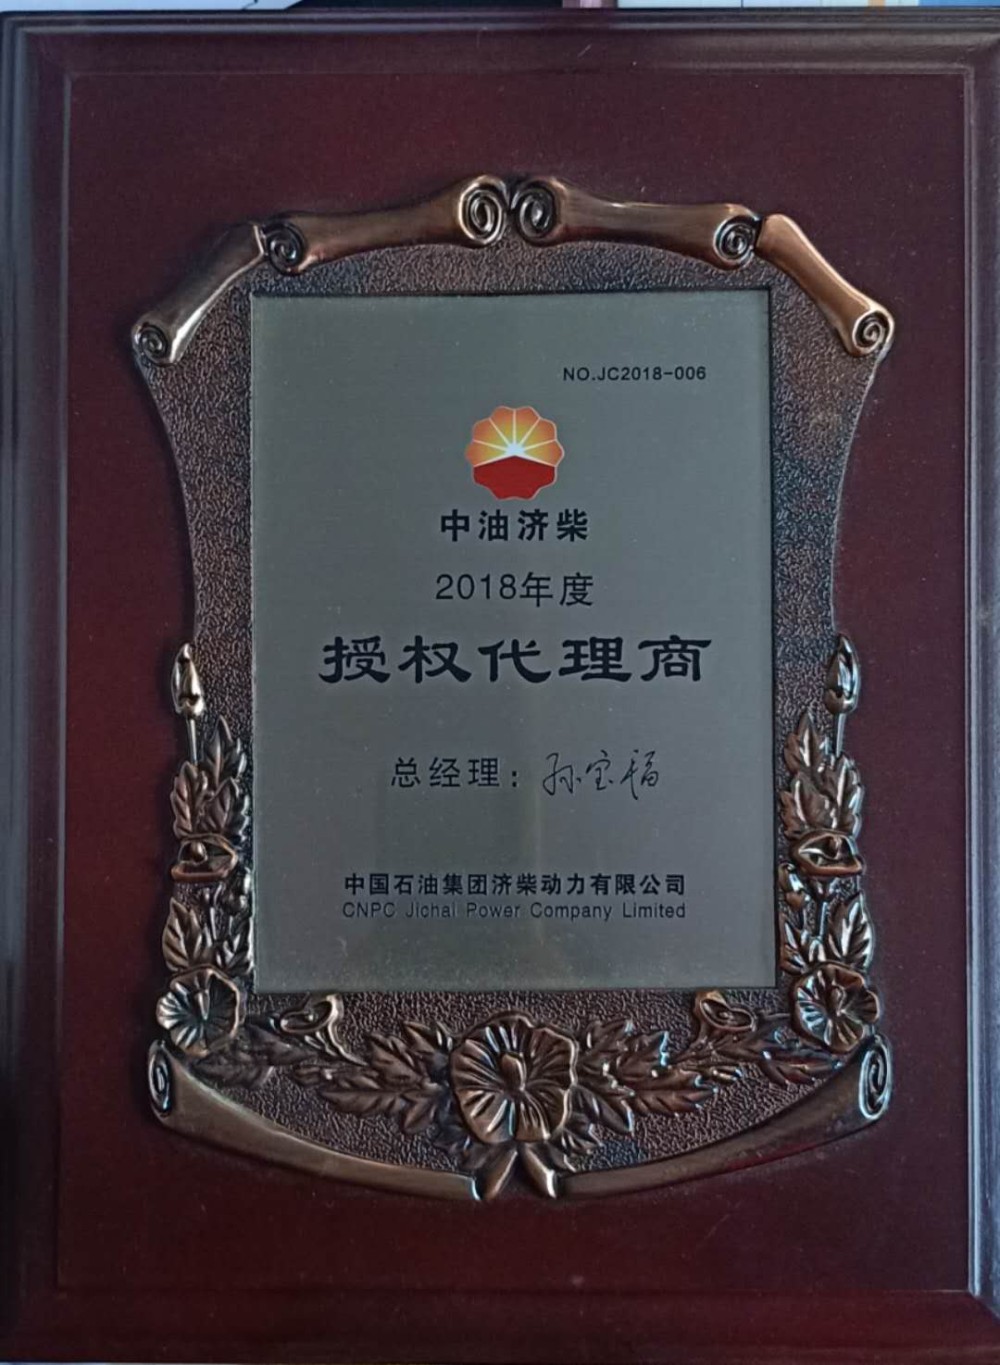 NO.JC2018-006
中油济柴
2018年度
授权代理商
总经理：孙宝福
中国石油集团济柴动力有限公司
CNPC Jichai Power Company Limited